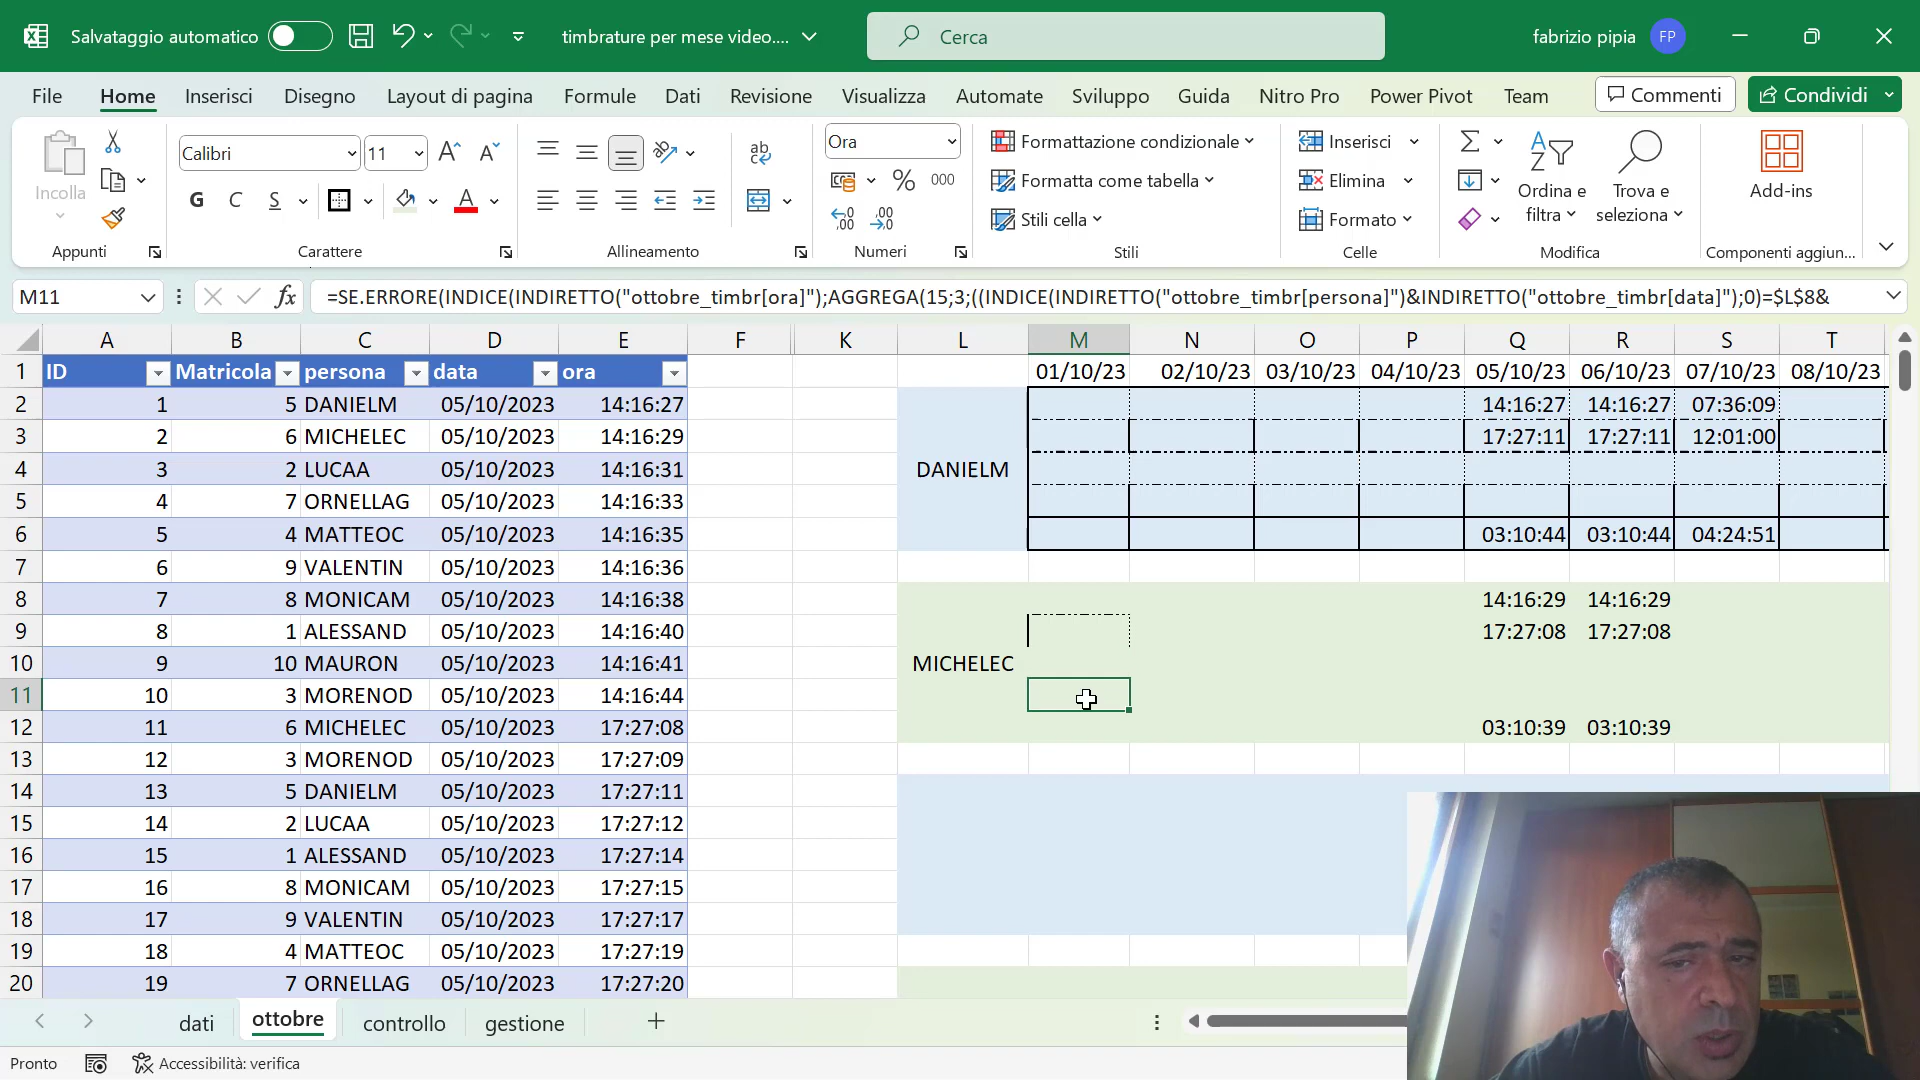 Salvataggio automatico
timbrature per mese video....
Cerca
fabrizio pipia
FP
File
Home
Inserisci
Disegno
Layout di pagina
Formule
Dati
Revisione
Visualizza
Automate
Sviluppo
Guida
Nitro Pro
Power Pivot
Team
Commenti
Condividi
Incolla
Appunti
Calibri
11
G C S
Carattere
Allineamento
Ora
% 000
Numeri
Formattazione condizionale
Formatta come tabella
Stili cella
Stili
Inserisci
Elimina
Formato
Celle
Ordina e filtra
Trova e seleziona
Modifica
Add-ins
Componenti aggiun...
M11
=SE.ERRORE(INDICE(INDIRETTO("ottobre_timbr[ora]");AGGREGA(15;3;((INDICE(INDIRETTO("ottobre_timbr[persona]")&INDIRETTO("ottobre_timbr[data]");0)=$L$8&
A B C D E F K L M N O P Q R S T
1 ID Matricola persona data ora 01/10/23 02/10/23 03/10/23 04/10/23 05/10/23 06/10/23 07/10/23 08/10/23
2 1 5 DANIELM 05/10/2023 14:16:27 14:16:27 14:16:27 07:36:09
3 2 6 MICHELEC 05/10/2023 14:16:29 17:27:11 17:27:11 12:01:00
4 3 2 LUCAA 05/10/2023 14:16:31 DANIELM
5 4 7 ORNELLAG 05/10/2023 14:16:33
6 5 4 MATTEOC 05/10/2023 14:16:35 03:10:44 03:10:44 04:24:51
7 6 9 VALENTIN 05/10/2023 14:16:36
8 7 8 MONICAM 05/10/2023 14:16:38 14:16:29 14:16:29
9 8 1 ALESSAND 05/10/2023 14:16:40 17:27:08 17:27:08
10 9 10 MAURON 05/10/2023 14:16:41 MICHELEC
11 10 3 MORENOD 05/10/2023 14:16:44
12 11 6 MICHELEC 05/10/2023 17:27:08 03:10:39 03:10:39
13 12 3 MORENOD 05/10/2023 17:27:09
14 13 5 DANIELM 05/10/2023 17:27:11
15 14 2 LUCAA 05/10/2023 17:27:12
16 15 1 ALESSAND 05/10/2023 17:27:14
17 16 8 MONICAM 05/10/2023 17:27:15
18 17 9 VALENTIN 05/10/2023 17:27:17
19 18 4 MATTEOC 05/10/2023 17:27:19
20 19 7 ORNELLAG 05/10/2023 17:27:20
dati
ottobre
controllo
gestione
Pronto
Accessibilità: verifica